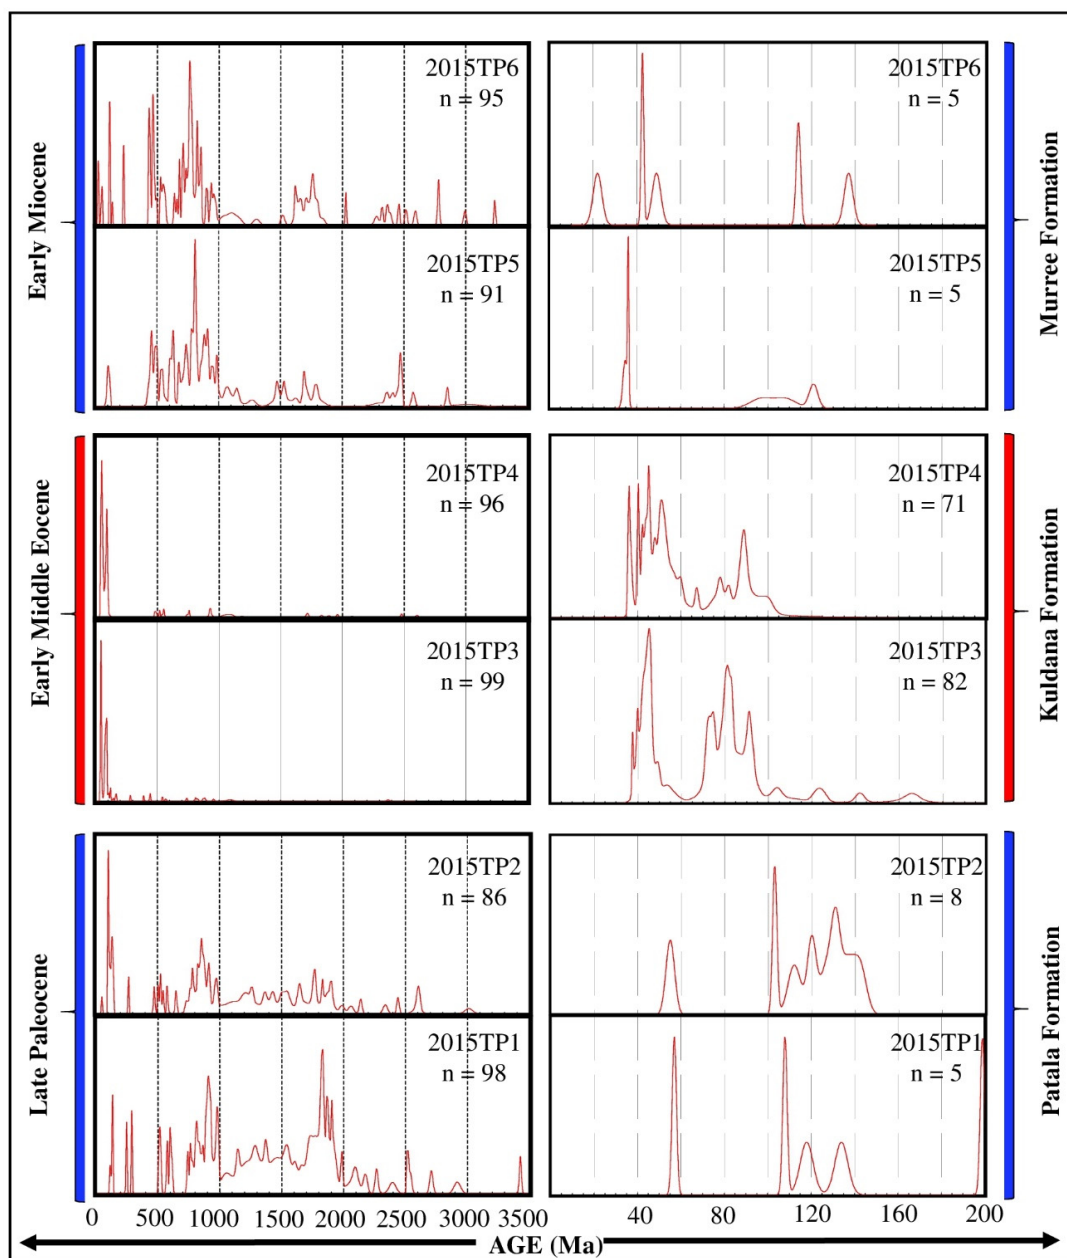 Early Miocene
2015TP6
n = 95
2015TP6
n = 5
2015TP5
n = 91
2015TP5
n = 5
Murree Formation
Early Middle Eocene
2015TP4
n = 96
2015TP4
n = 71
2015TP3
n = 99
2015TP3
n = 82
Kuldana Formation
Late Paleocene
2015TP2
n = 86
2015TP2
n = 8
2015TP1
n = 98
2015TP1
n = 5
Patala Formation
0 500 1000 1500 2000 2500 3000 3500
40 80 120 160 200
AGE (Ma)